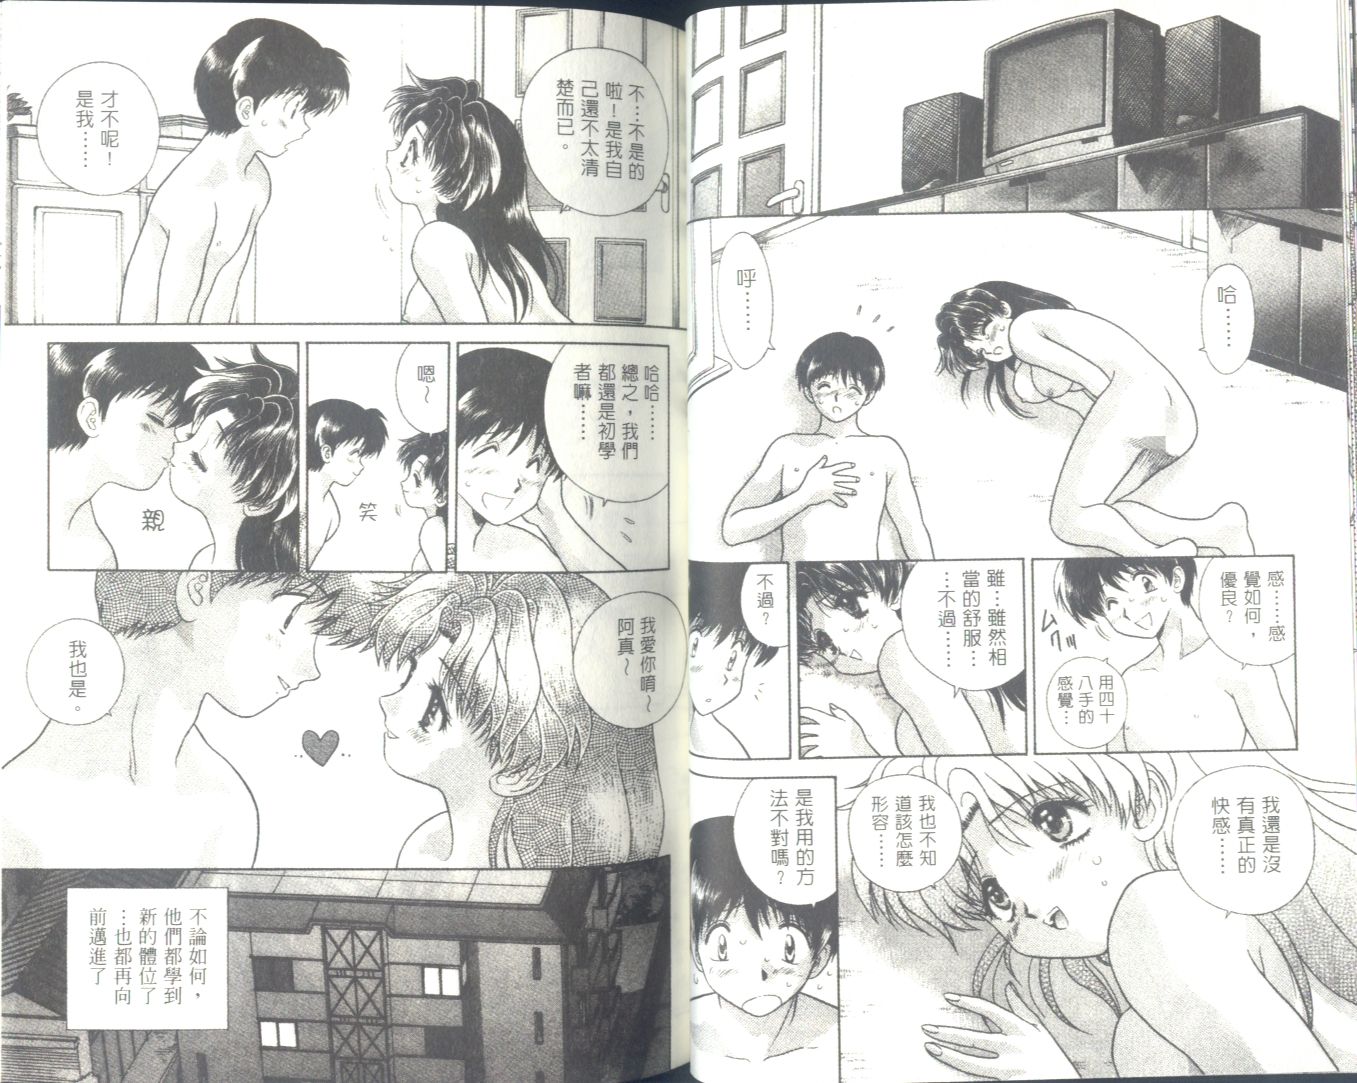 哈……
呼……
感……感
覺如何，
優良？
用四十
八手的
感覺…
ムクッ
雖…雖然相
當的舒服…
…不過……
不過？
我還是沒
有真正的
快感……
我也不知
道該怎麼
形容……
是我用的方
法不對嗎？
不…不是的
啦！是我自
己還不太清
楚而已。
才不呢！
是我……
哈哈……
總之，我們
都還是初學
者嘛……
嗯~
笑
親
我愛你唷~
阿真~
我也是。
不論如何，
他們都學到
新的體位了
…也都再向
前邁進了